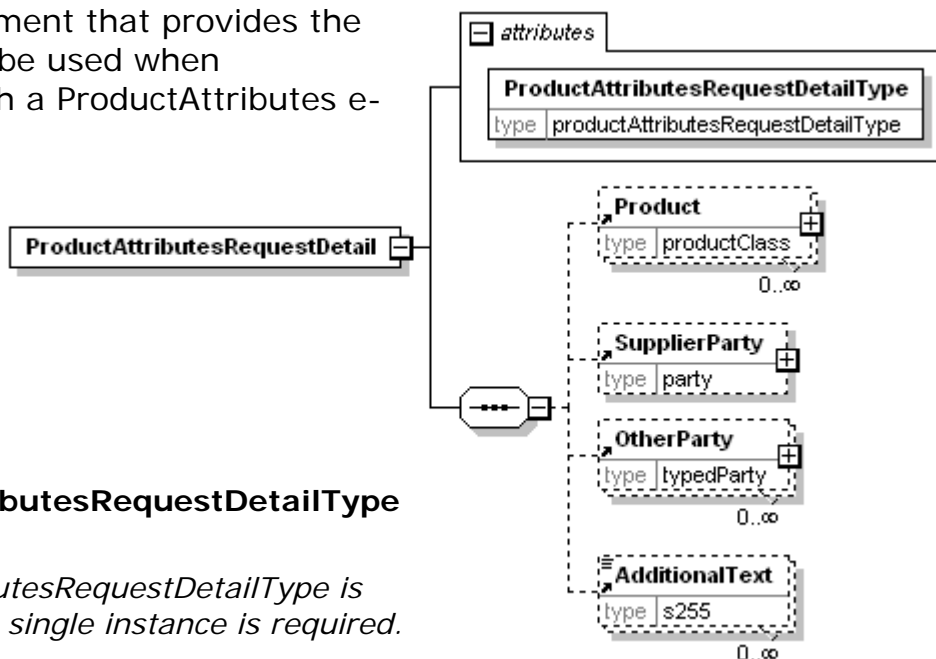 ment that provides the
be used when
h a ProductAttributes e-
ibutesRequestDetailType
utesRequestDetailType is
single instance is required.
attributes
ProductAttributesRequestDetailType
type productAttributesRequestDetailType
ProductAttributesRequestDetail
Product
type productClass
0..∞
SupplierParty
type party
OtherParty
type typedParty
0..∞
AdditionalText
type s255
0..∞